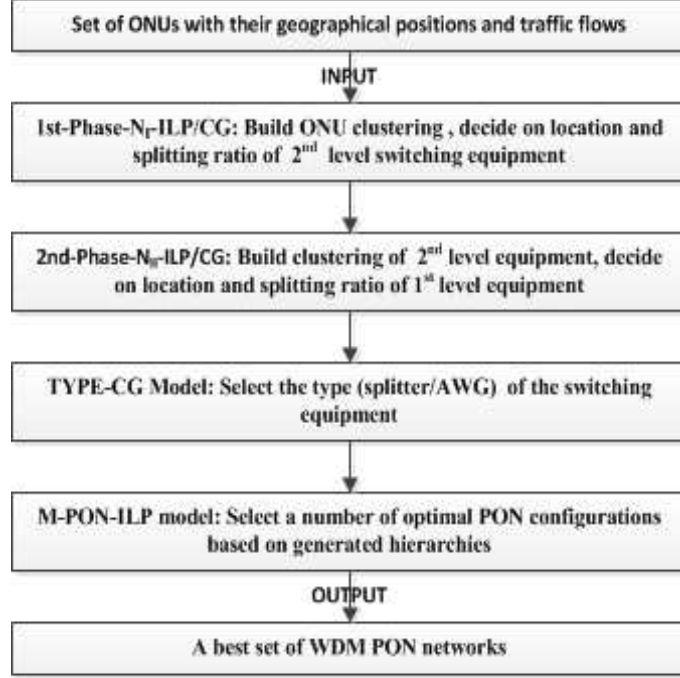 Set of ONUs with their geographical positions and traffic flows
INPUT
1st-Phase-NI-ILP/CG: Build ONU clustering , decide on location and
splitting ratio of 2nd level switching equipment
2nd-Phase-NII-ILP/CG: Build clustering of 2nd level equipment, decide
on location and splitting ratio of 1st level equipment
TYPE-CG Model: Select the type (splitter/AWG) of the switching
equipment
M-PON-ILP model: Select a number of optimal PON configurations
based on generated hierarchies
OUTPUT
A best set of WDM PON networks